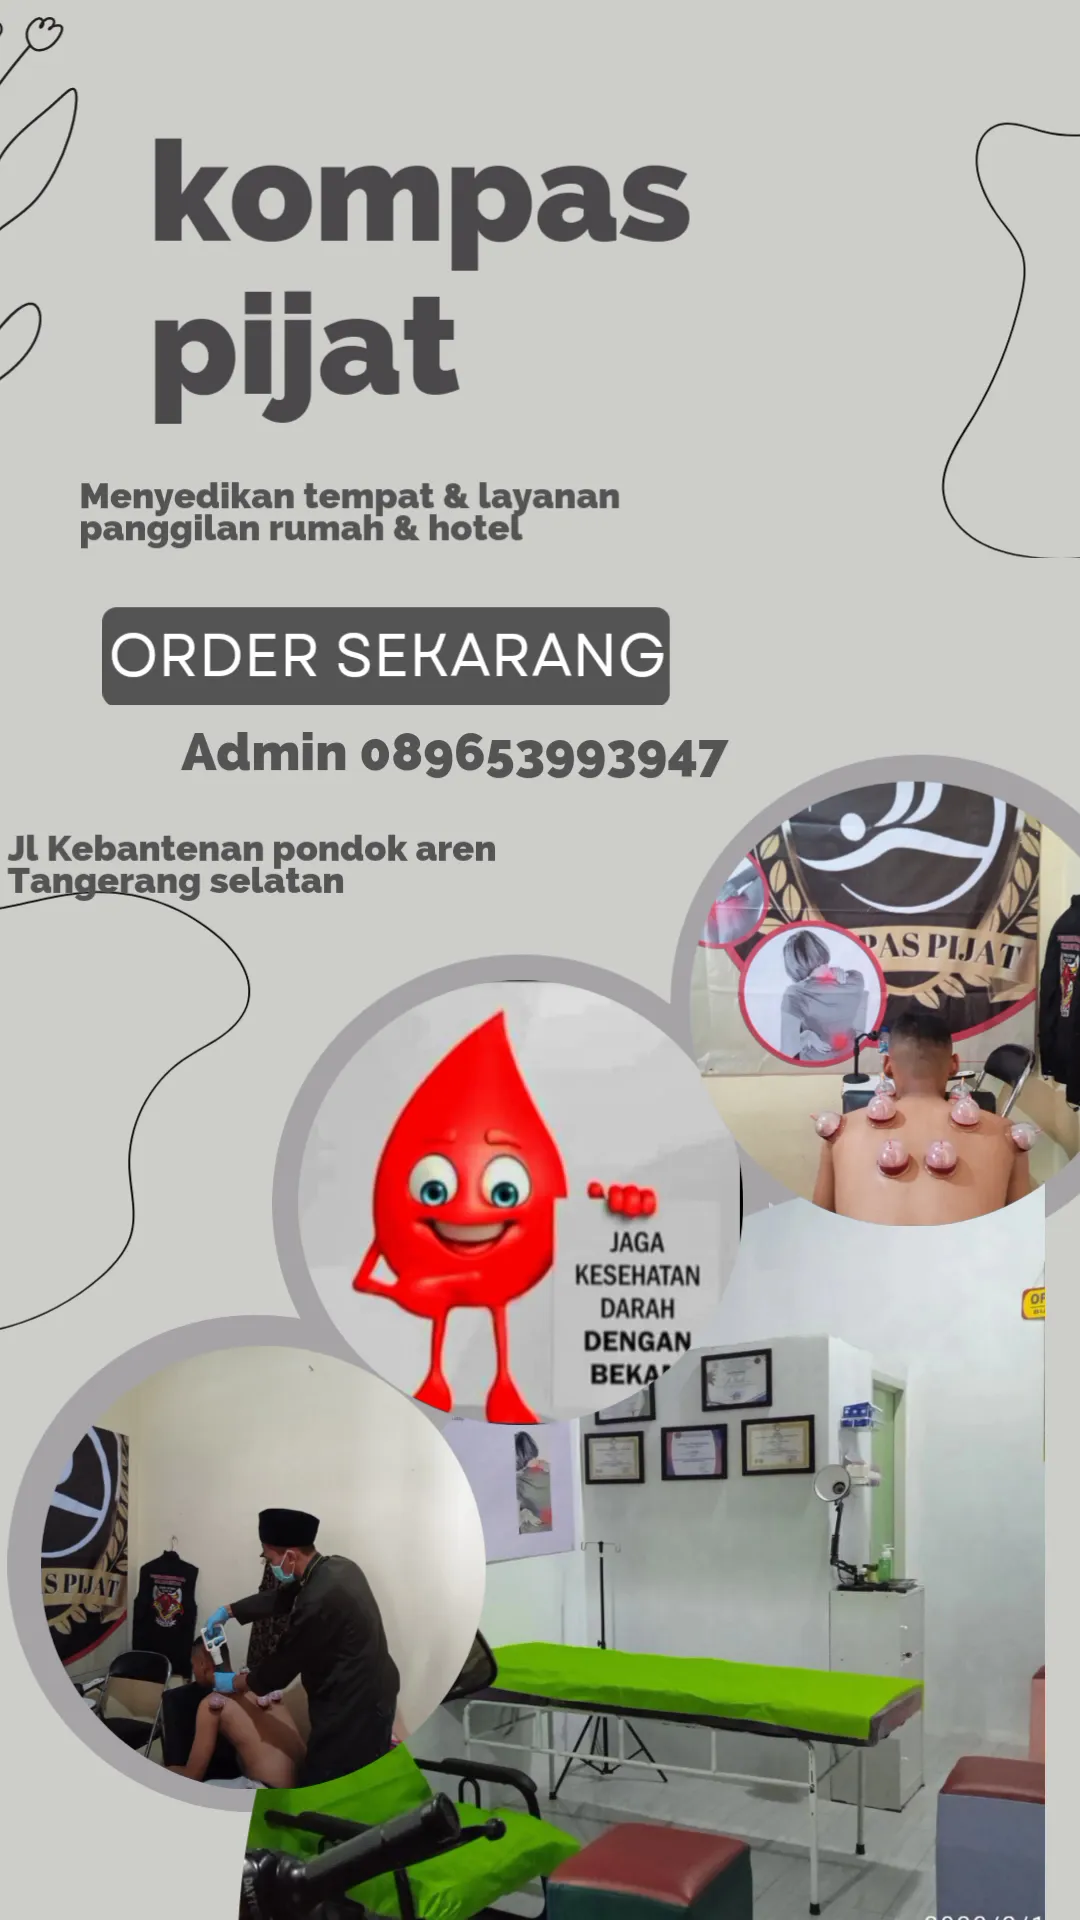 kompas
pijat
Menyedikan tempat & layanan
panggilan rumah & hotel
ORDER SEKARANG
Admin 089653993947
Jl Kebantenan pondok aren
Tangerang selatan
PAS PIJAT
JAGA
KESEHATAN
DARAH
DENGAN
S PIJAT